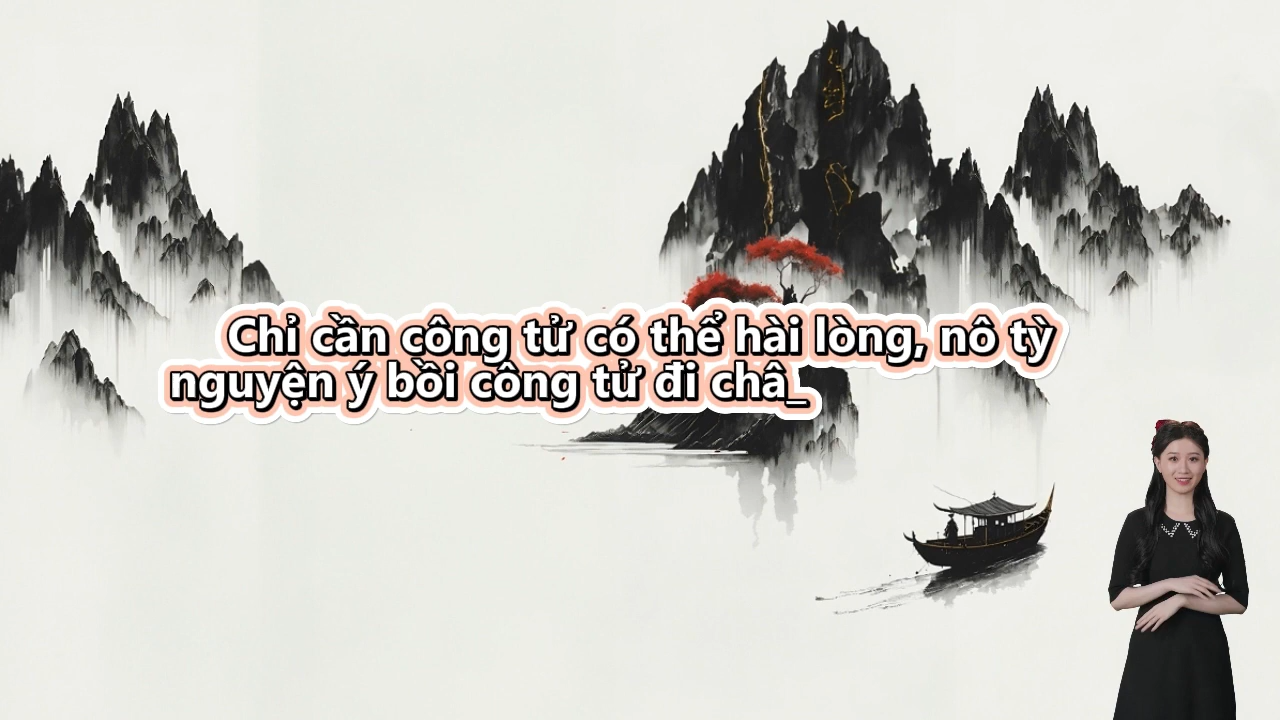 Chỉ cần công tử có thể hài lòng, nô tỳ
nguyện ý bồi công tử đi châ_